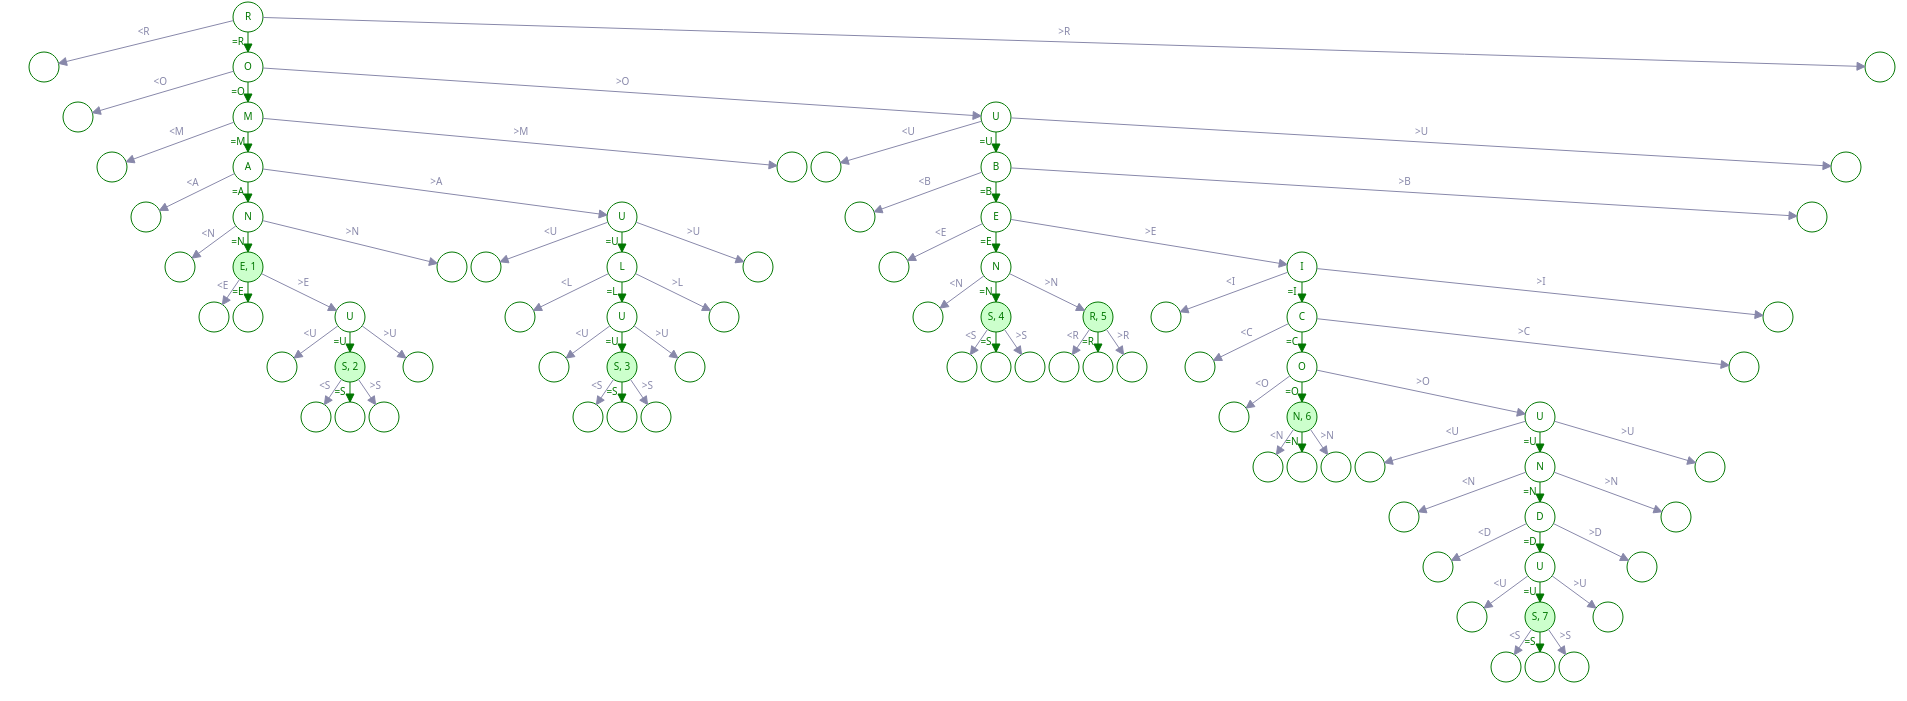 R
<R =R >R
O
<O =O >O
M U
<M =M >M <U =U >U
A B
<A =A >A <B =B >B
N U E
<N =N >N <U =U >U <E =E >E
E, 1 L N I
<E =E >E <L =L >L <N =N >N <I =I >I
U U S, 4 R, 5 C
<U =U >U <U =U >U <S =S >S <R =R >R <C =C >C
S, 2 S, 3 O
<S =S >S <S =S >S <O =O >O
N, 6 U
<N =N >N <U =U >U
N
<N =N >N
D
<D =D >D
U
<U =U >U
S, 7
<S =S >S